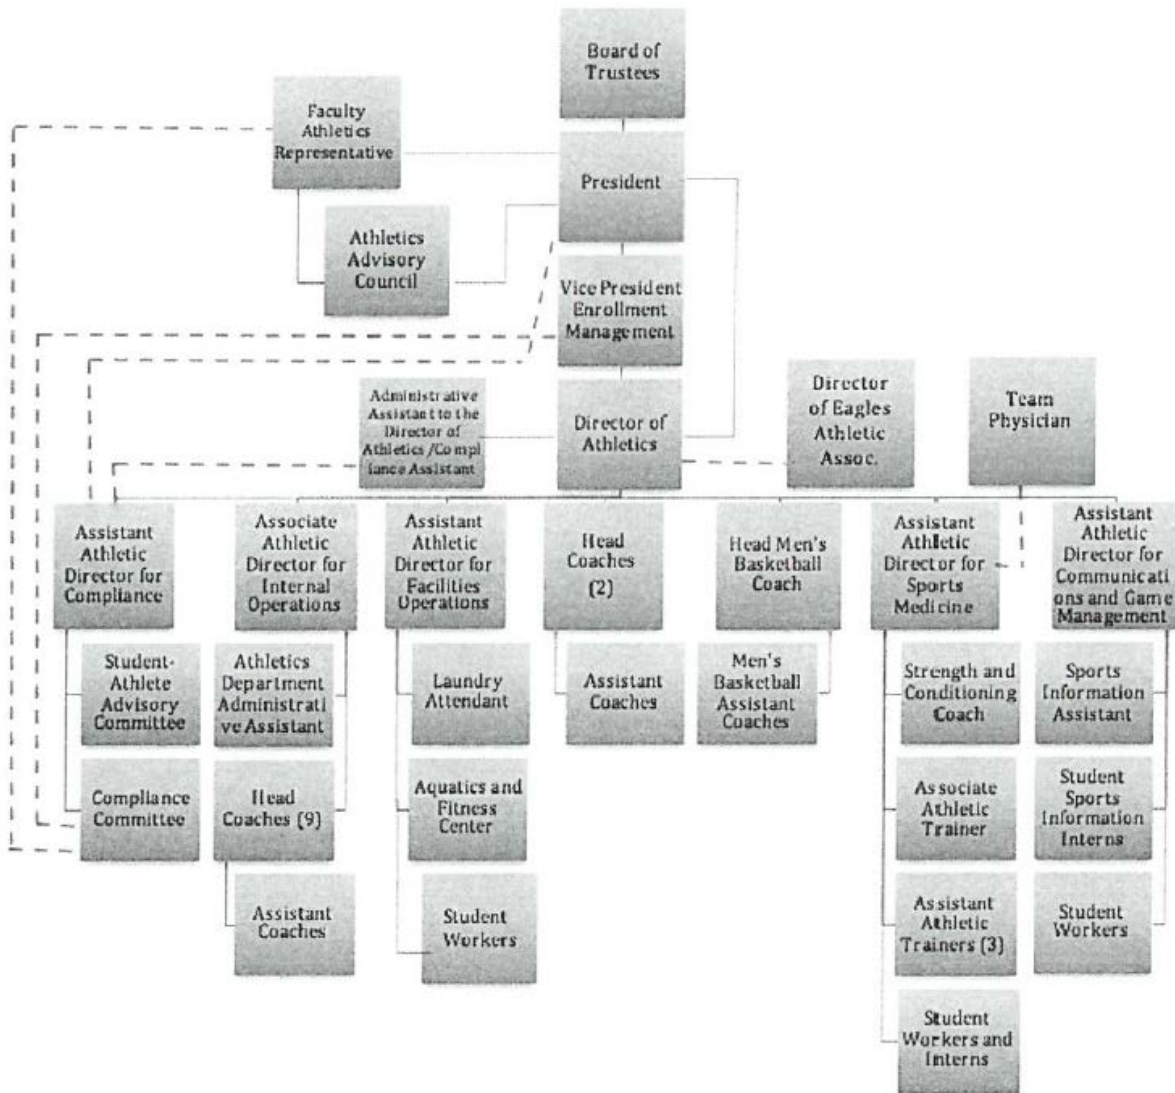 Board of
Trustees
Faculty
Athletics
Representative
President
Athletics
Advisory
Council
Vice President
Enrollment
Management
Administrative
Assistant to the
Director of
Athletics /Compl
iance Assistant
Director of
Athletics
Director
of Eagles
Athletic
Assoc.
Team
Physician
Assistant
Athletic
Director for
Compliance
Associate
Athletic
Director for
Internal
Operations
Assistant
Athletic
Director for
Facilities
Operations
Head
Coaches
(2)
Head Men's
Basketball
Coach
Assistant
Athletic
Director for
Sports
Medicine
Assistant
Athletic
Director for
Communicati
ons and Game
Management
Student-
Athlete
Advisory
Committee
Athletics
Department
Administrati
ve Assistant
Laundry
Attendant
Assistant
Coaches
Men's
Basketball
Assistant
Coaches
Strength and
Conditioning
Coach
Sports
Information
Assistant
Compliance
Committee
Head
Coaches (9)
Aquatics and
Fitness
Center
Associate
Athletic
Trainer
Student
Sports
Information
Interns
Assistant
Coaches
Student
Workers
Assistant
Athletic
Trainers (3)
Student
Workers
Student
Workers and
Interns